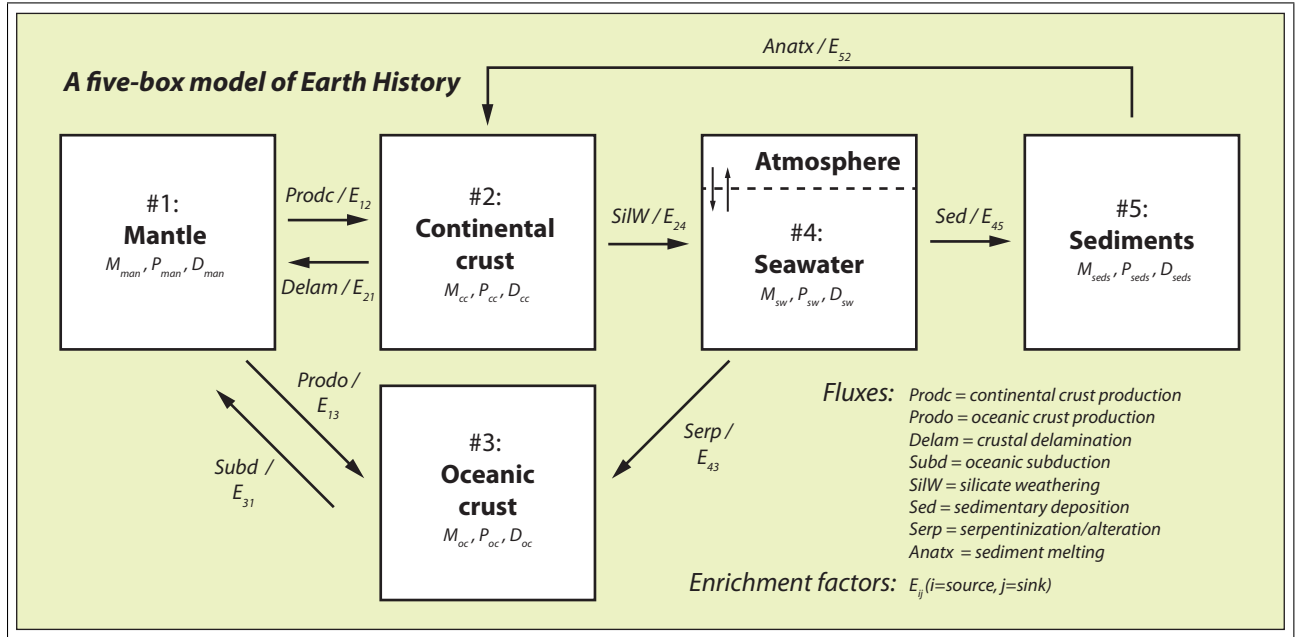 Anatx / E52
A five-box model of Earth History
#1:
Mantle
Mman, Pman, Dman
Prodc / E12
Delam / E21
#2:
Continental
crust
Mcc, Pcc, Dcc
SilW / E24
Atmosphere
#4:
Seawater
Msw, Psw, Dsw
Sed / E45
#5:
Sediments
Mseds, Pseds, Dseds
Prodo /
E13
Subd /
E31
#3:
Oceanic
crust
Moc, Poc, Doc
Serp /
E43
Fluxes:
Prodc = continental crust production
Prodo = oceanic crust production
Delam = crustal delamination
Subd = oceanic subduction
SilW = silicate weathering
Sed = sedimentary deposition
Serp = serpentinization/alteration
Anatx = sediment melting
Enrichment factors: Eij (i=source, j=sink)